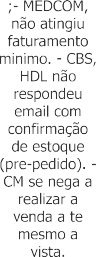 ;- MEDCOM,
não atingiu
faturamento
minimo. - CBS,
HDL não
respondeu
email com
confirmação
de estoque
(pre-pedido). -
CM se nega a
realizar a
venda a te
mesmo a
vista.